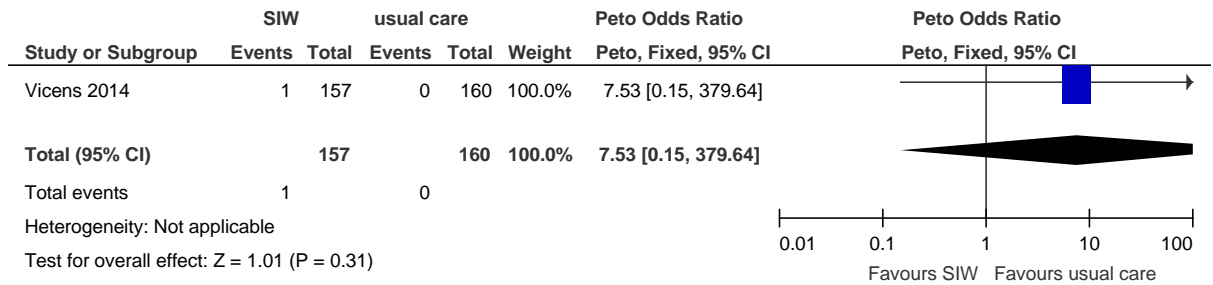 SIW usual care Peto Odds Ratio Peto Odds Ratio
Study or Subgroup Events Total Events Total Weight Peto, Fixed, 95% CI Peto, Fixed, 95% CI
Vicens 2014 1 157 0 160 100.0% 7.53 [0.15, 379.64]
Total (95% CI) 157 160 100.0% 7.53 [0.15, 379.64]
Total events 1 0
Heterogeneity: Not applicable
Test for overall effect: Z = 1.01 (P = 0.31)
0.01 0.1 1 10 100
Favours SIW Favours usual care